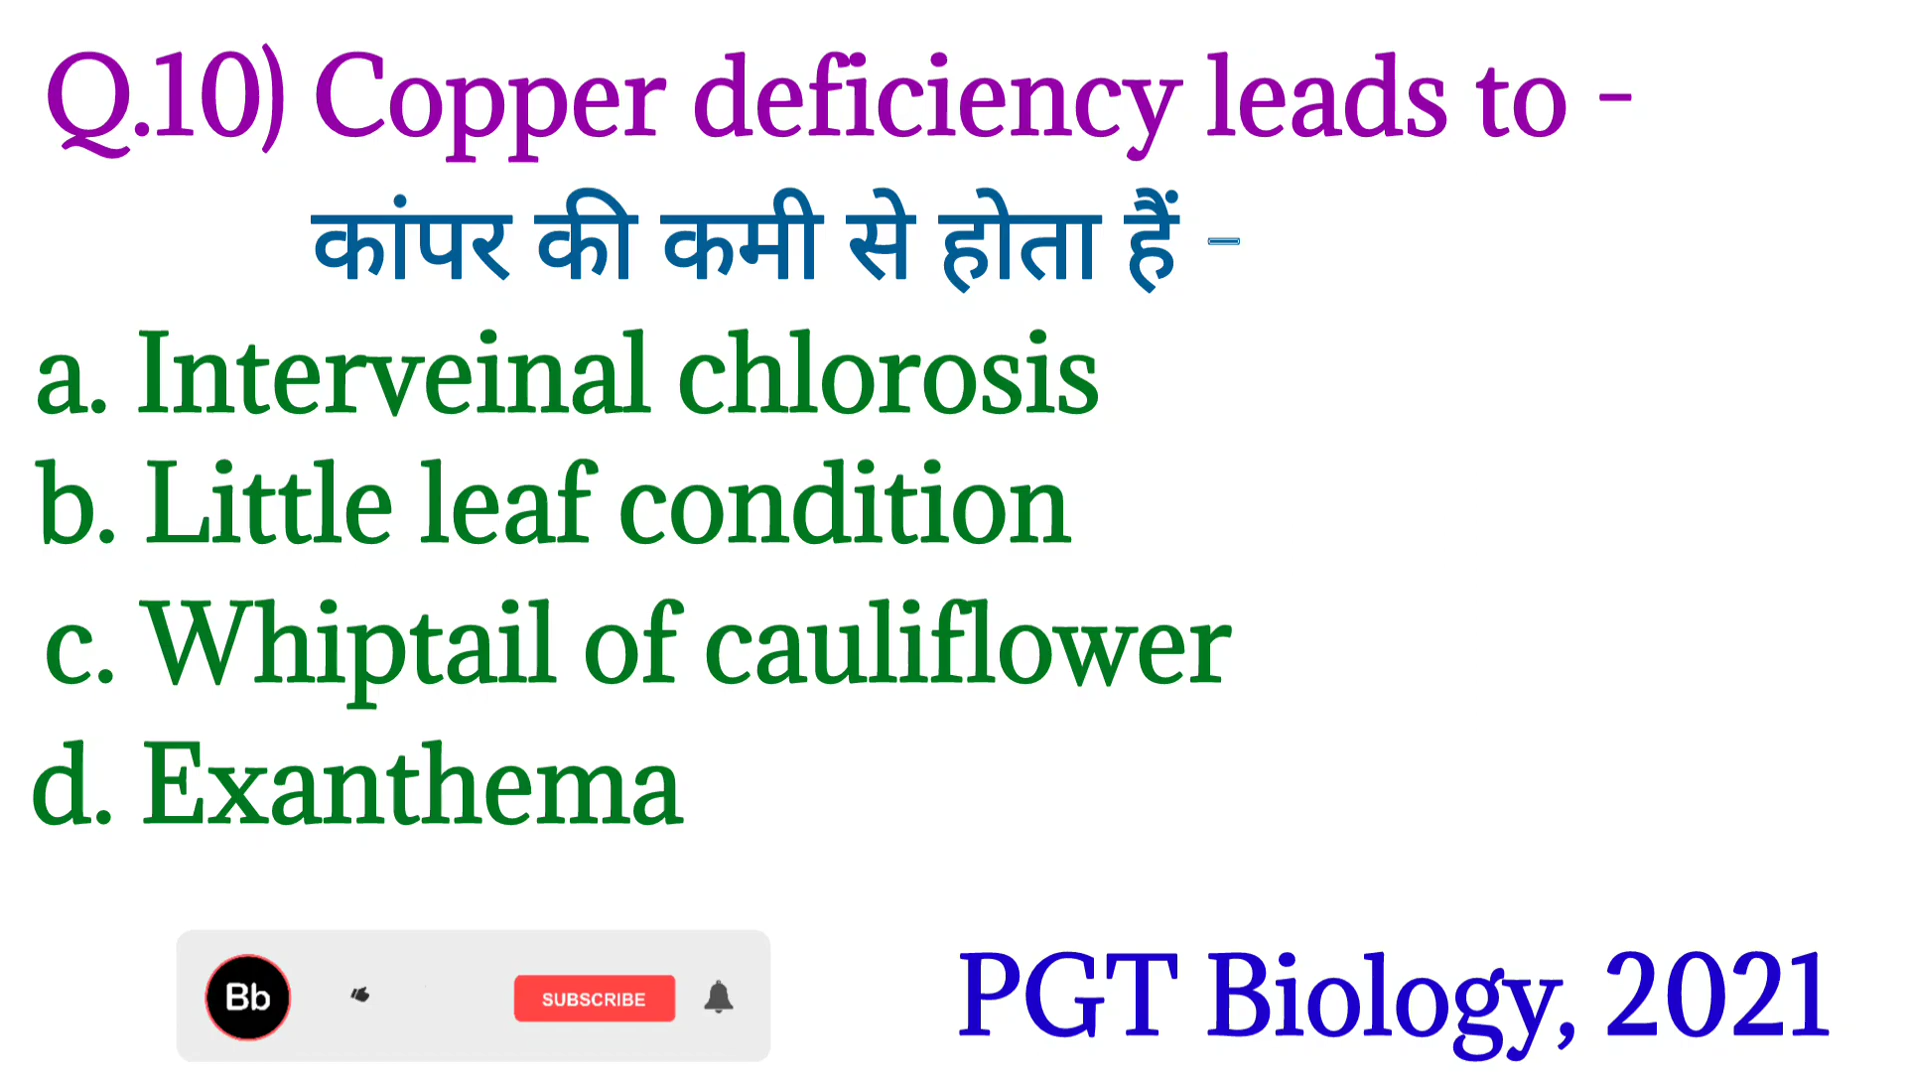 Q.10) Copper deficiency leads to -
कांपर की कमी से होता हैं -
a. Interveinal chlorosis
b. Little leaf condition
c. Whiptail of cauliflower
d. Exanthema
Bb SUBSCRIBE
PGT Biology, 2021